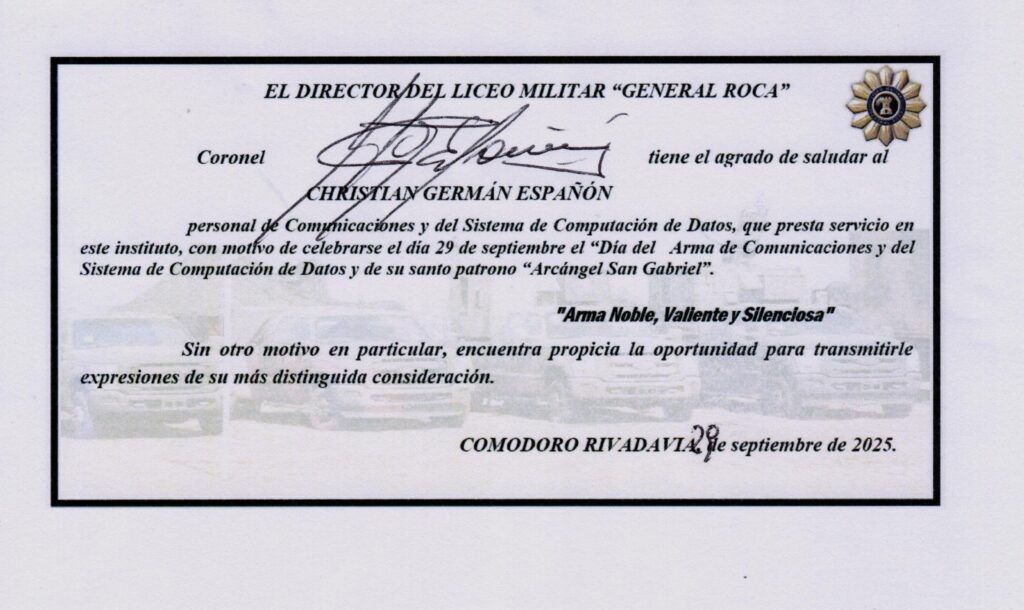 EL DIRECTOR DEL LICEO MILITAR “GENERAL ROCA”
Coronel tiene el agrado de saludar al
CHRISTIAN GERMÁN ESPAÑÓN
personal de Comunicaciones y del Sistema de Computación de Datos, que presta servicio en
este instituto, con motivo de celebrarse el día 29 de septiembre el “Día del Arma de Comunicaciones y del
Sistema de Computación de Datos y de su santo patrono “Arcángel San Gabriel”.
"Arma Noble, Valiente y Silenciosa"
Sin otro motivo en particular, encuentra propicia la oportunidad para transmitirle
expresiones de su más distinguida consideración.
COMODORO RIVADAVIA, 29 de septiembre de 2025.